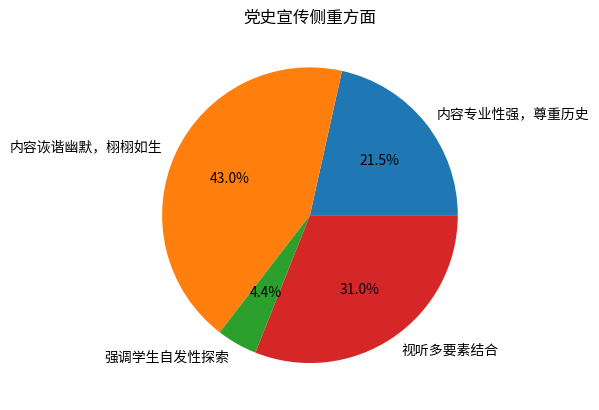 党史宣传侧重方面
内容专业性强，尊重历史
21.5%
内容诙谐幽默，栩栩如生
43.0%
强调学生自发性探索
4.4%
视听多要素结合
31.0%